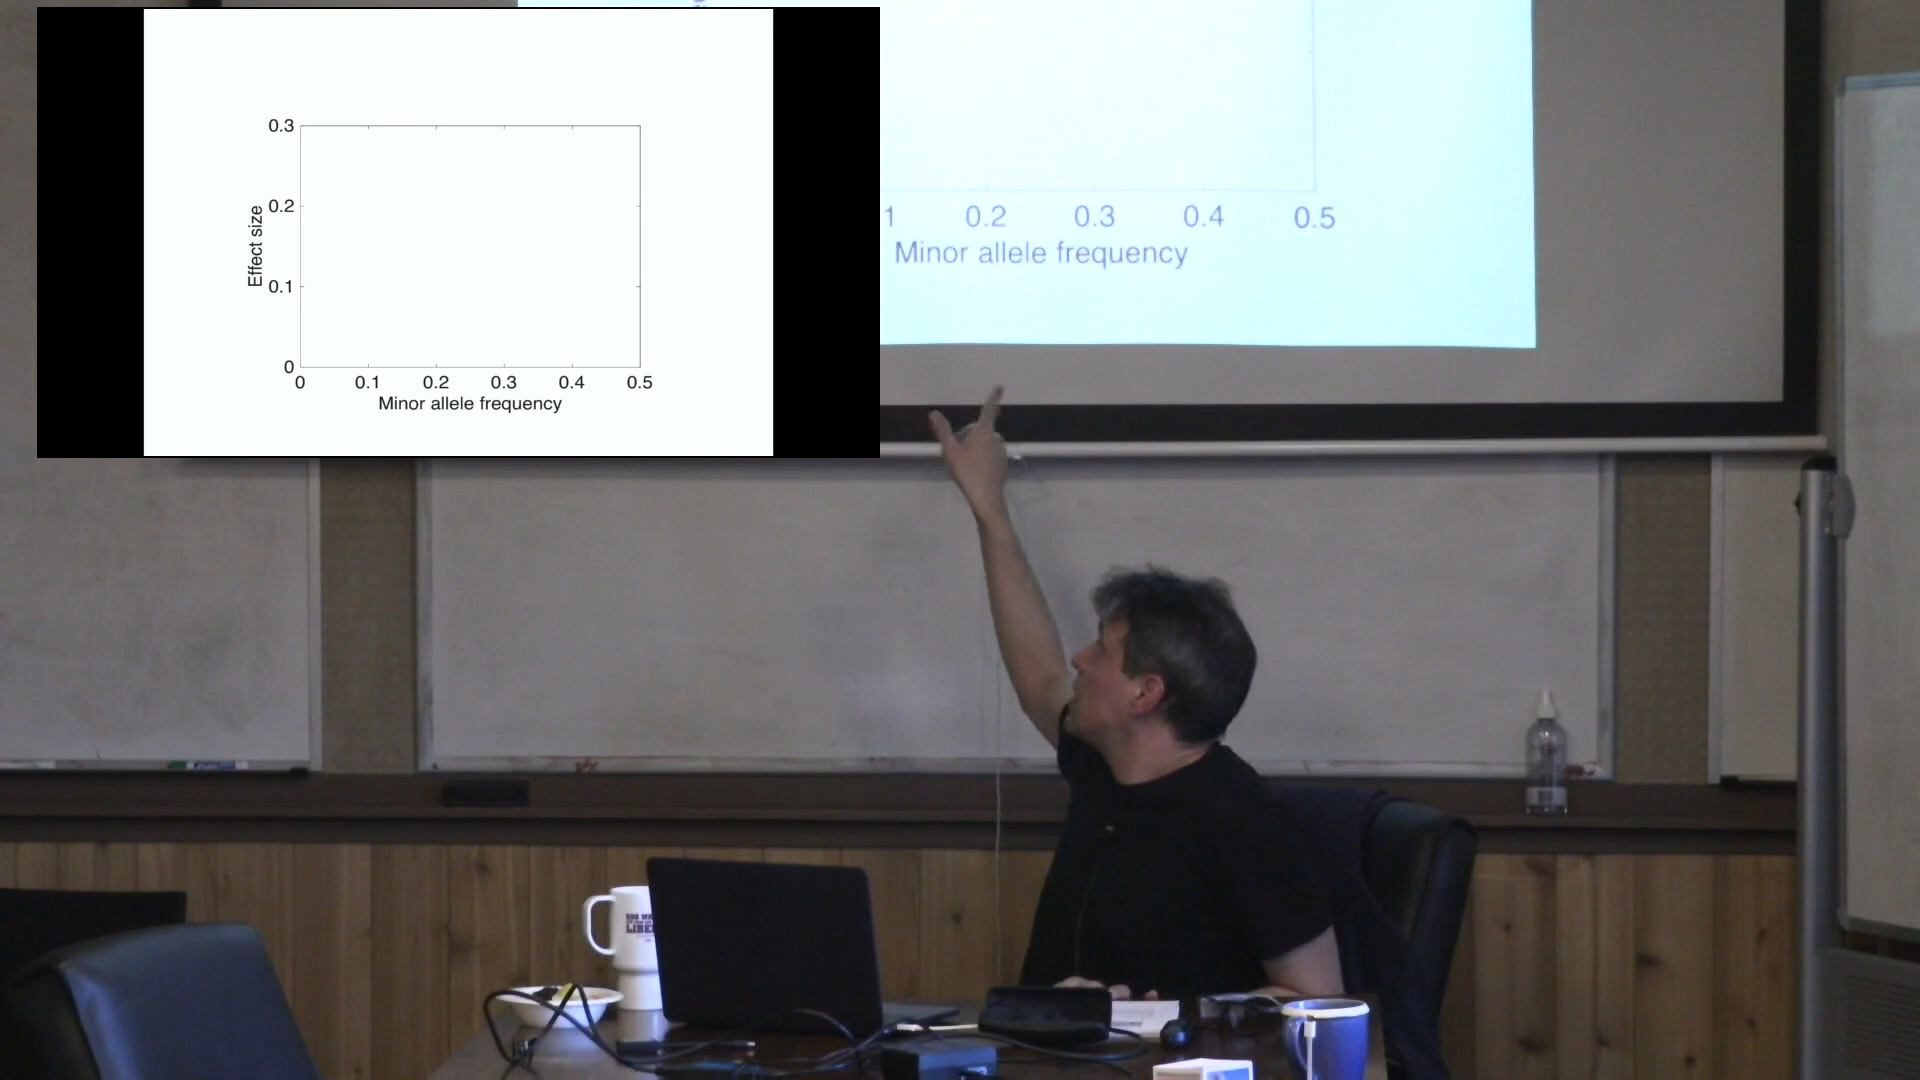 0.3
0.2
0.1
0
Effect size
0 0.1 0.2 0.3 0.4 0.5
Minor allele frequency
1 0.2 0.3 0.4 0.5
Minor allele frequency